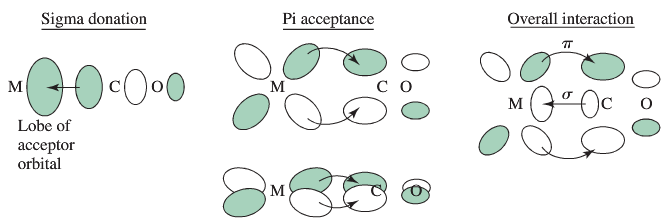 Sigma donation
M C O
Lobe of
acceptor
orbital
Pi acceptance
M C O
M C O
Overall interaction
π
M σ C O